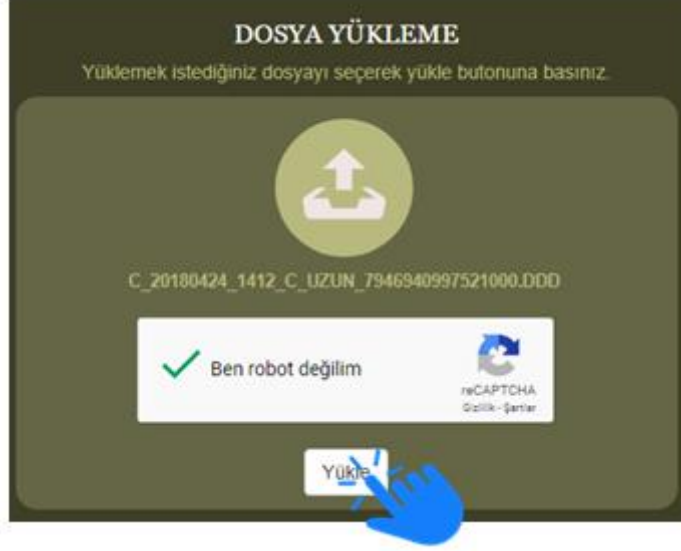 DOSYA YÜKLEME
Yüklemek istediğiniz dosyayı seçerek yükle butonuna basınız.
C_20180424_1412_C_UZUN_7946940997521000.DDD
Ben robot değilim
reCAPTCHA
Gizlilik - Şartlar
Yükle